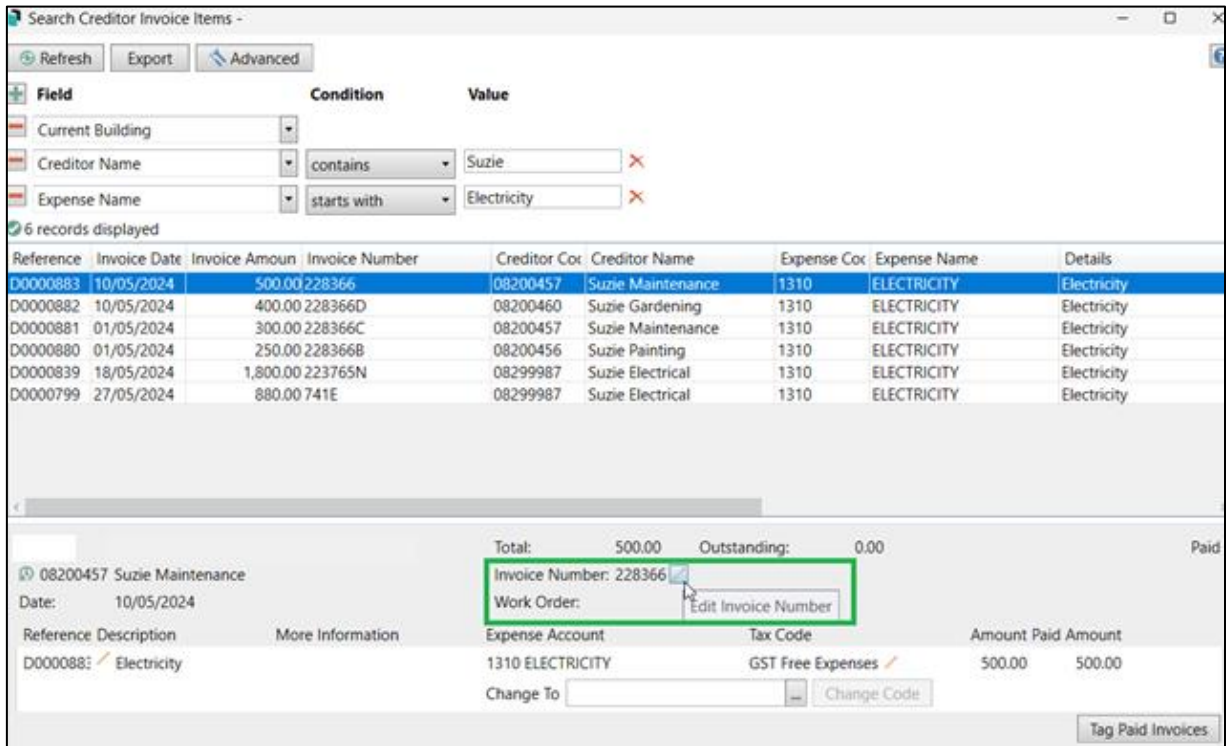 Search Creditor Invoice Items -
Refresh Export Advanced
Field Condition Value
Current Building
Creditor Name contains Suzie
Expense Name starts with Electricity
6 records displayed
Reference Invoice Date Invoice Amoun Invoice Number Creditor Coc Creditor Name Expense Coc Expense Name Details
D0000883 10/05/2024 500.00 228366 08200457 Suzie Maintenance 1310 ELECTRICITY Electricity
D0000882 10/05/2024 400.00 228366D 08200460 Suzie Gardening 1310 ELECTRICITY Electricity
D0000881 01/05/2024 300.00 228366C 08200457 Suzie Maintenance 1310 ELECTRICITY Electricity
D0000880 01/05/2024 250.00 228366B 08200456 Suzie Painting 1310 ELECTRICITY Electricity
D0000839 18/05/2024 1,800.00 223765N 08299987 Suzie Electrical 1310 ELECTRICITY Electricity
D0000799 27/05/2024 880.00 741E 08299987 Suzie Electrical 1310 ELECTRICITY Electricity
Total: 500.00 Outstanding: 0.00 Paid
08200457 Suzie Maintenance Invoice Number: 228366
Date: 10/05/2024 Work Order: Edit Invoice Number
Reference Description More Information Expense Account Tax Code Amount Paid Amount
D0000883 Electricity 1310 ELECTRICITY GST Free Expenses 500.00 500.00
Change To ... Change Code
Tag Paid Invoices